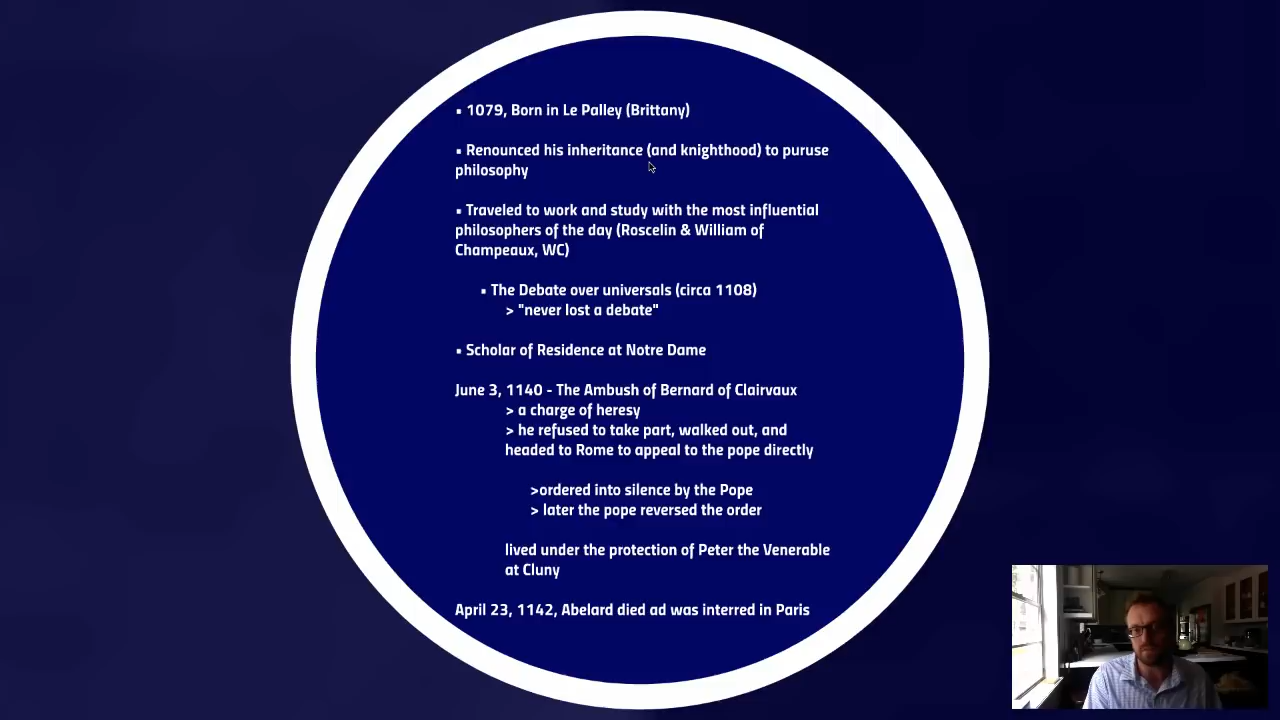 ▪ 1079, Born in Le Palley (Brittany)
▪ Renounced his inheritance (and knighthood) to puruse
philosophy
▪ Traveled to work and study with the most influential
philosophers of the day (Roscelin & William of
Champeaux, WC)
▪ The Debate over universals (circa 1108)
> "never lost a debate"
▪ Scholar of Residence at Notre Dame
June 3, 1140 - The Ambush of Bernard of Clairvaux
> a charge of heresy
> he refused to take part, walked out, and
headed to Rome to appeal to the pope directly
>ordered into silence by the Pope
> later the pope reversed the order
lived under the protection of Peter the Venerable
at Cluny
April 23, 1142, Abelard died ad was interred in Paris